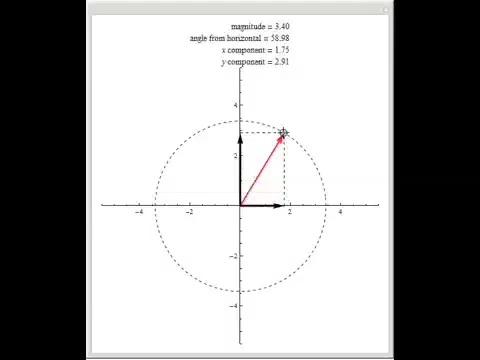 magnitude = 3.40
angle from horizontal = 58.98
x component = 1.75
y component = 2.91
4
2
−4
−2
2
4
−2
−4